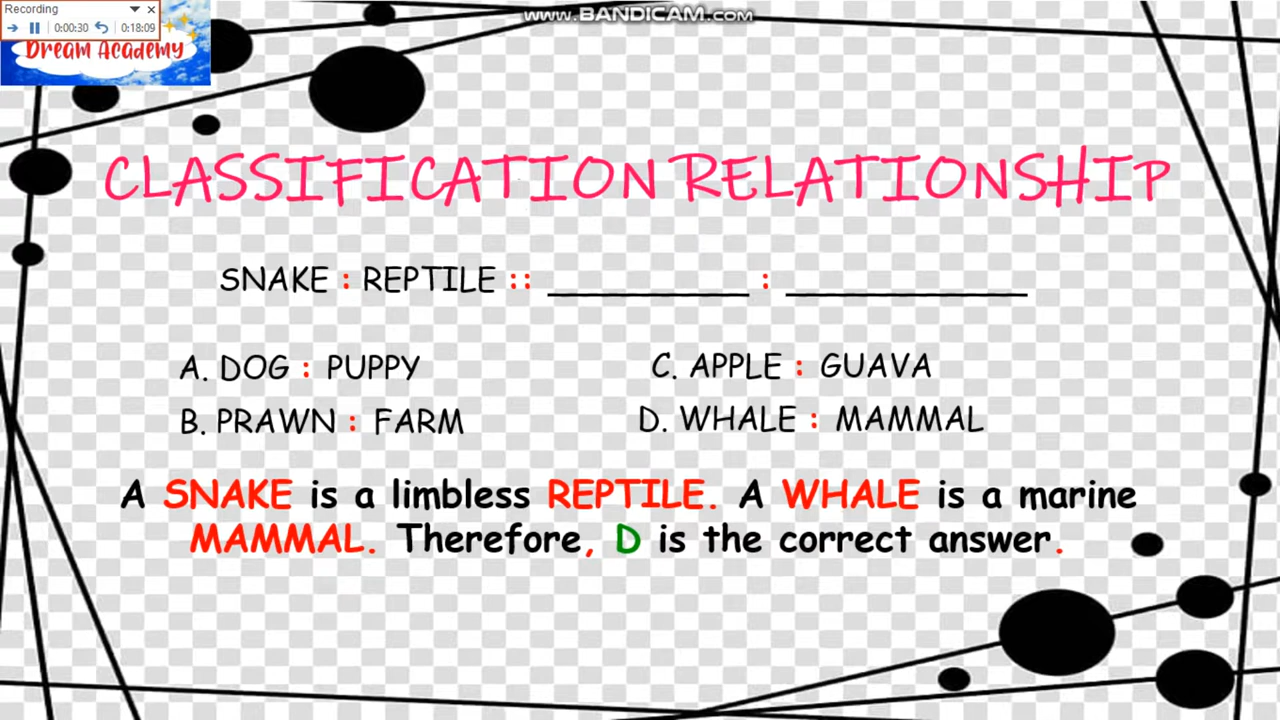 Recording
0:00:30 0:18:09
Dream Academy
www.BANDICAM.com
CLASSIFICATION RELATIONSHIP
SNAKE : REPTILE :: __________ : ____________
A. DOG : PUPPY
C. APPLE : GUAVA
B. PRAWN : FARM
D. WHALE : MAMMAL
A SNAKE is a limbless REPTILE. A WHALE is a marine
MAMMAL. Therefore, D is the correct answer.